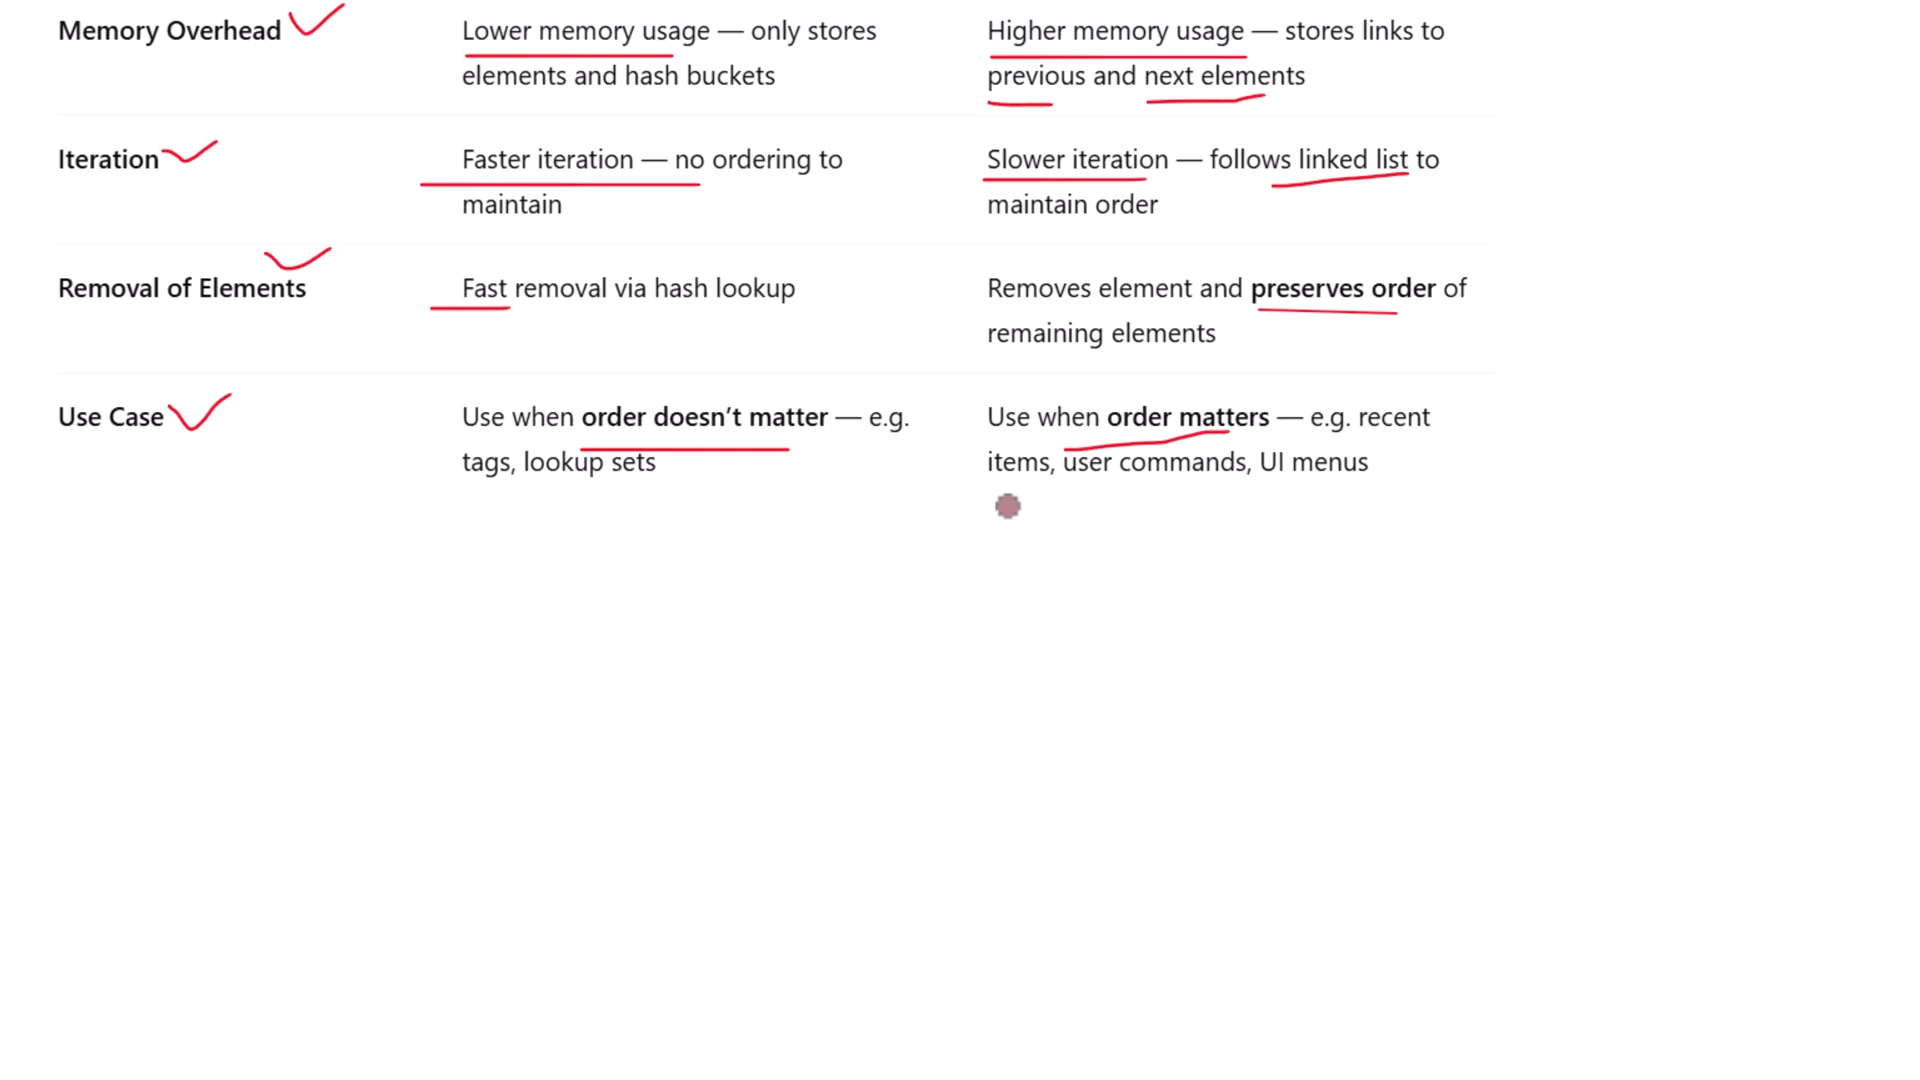 Memory Overhead
Lower memory usage — only stores
elements and hash buckets
Higher memory usage — stores links to
previous and next elements
Iteration
Faster iteration — no ordering to
maintain
Slower iteration — follows linked list to
maintain order
Removal of Elements
Fast removal via hash lookup
Removes element and preserves order of
remaining elements
Use Case
Use when order doesn’t matter — e.g.
tags, lookup sets
Use when order matters — e.g. recent
items, user commands, UI menus